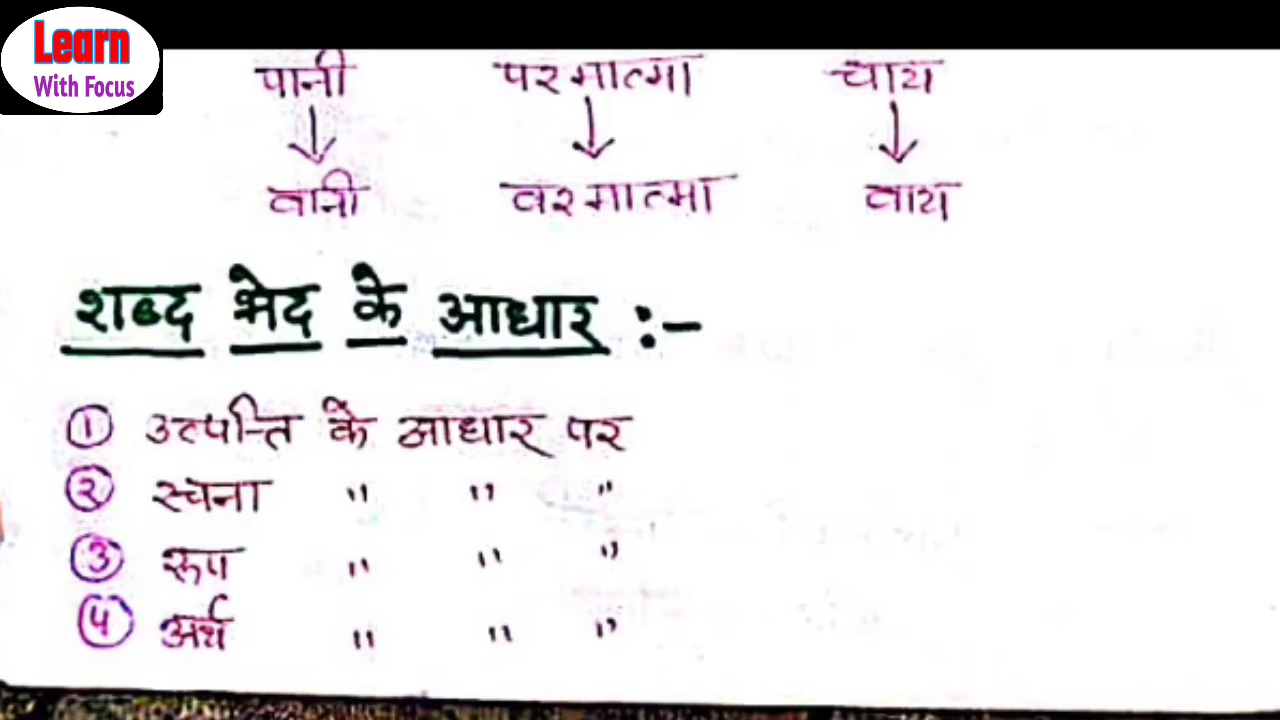 Learn
With Focus
पानी परमात्मा चाय
↓ ↓ ↓
वानी वरमात्मा वाय
शब्द भेद के आधार :-
① उत्पत्ति के आधार पर
② रचना " " "
③ रूप " " "
④ अर्थ " " "